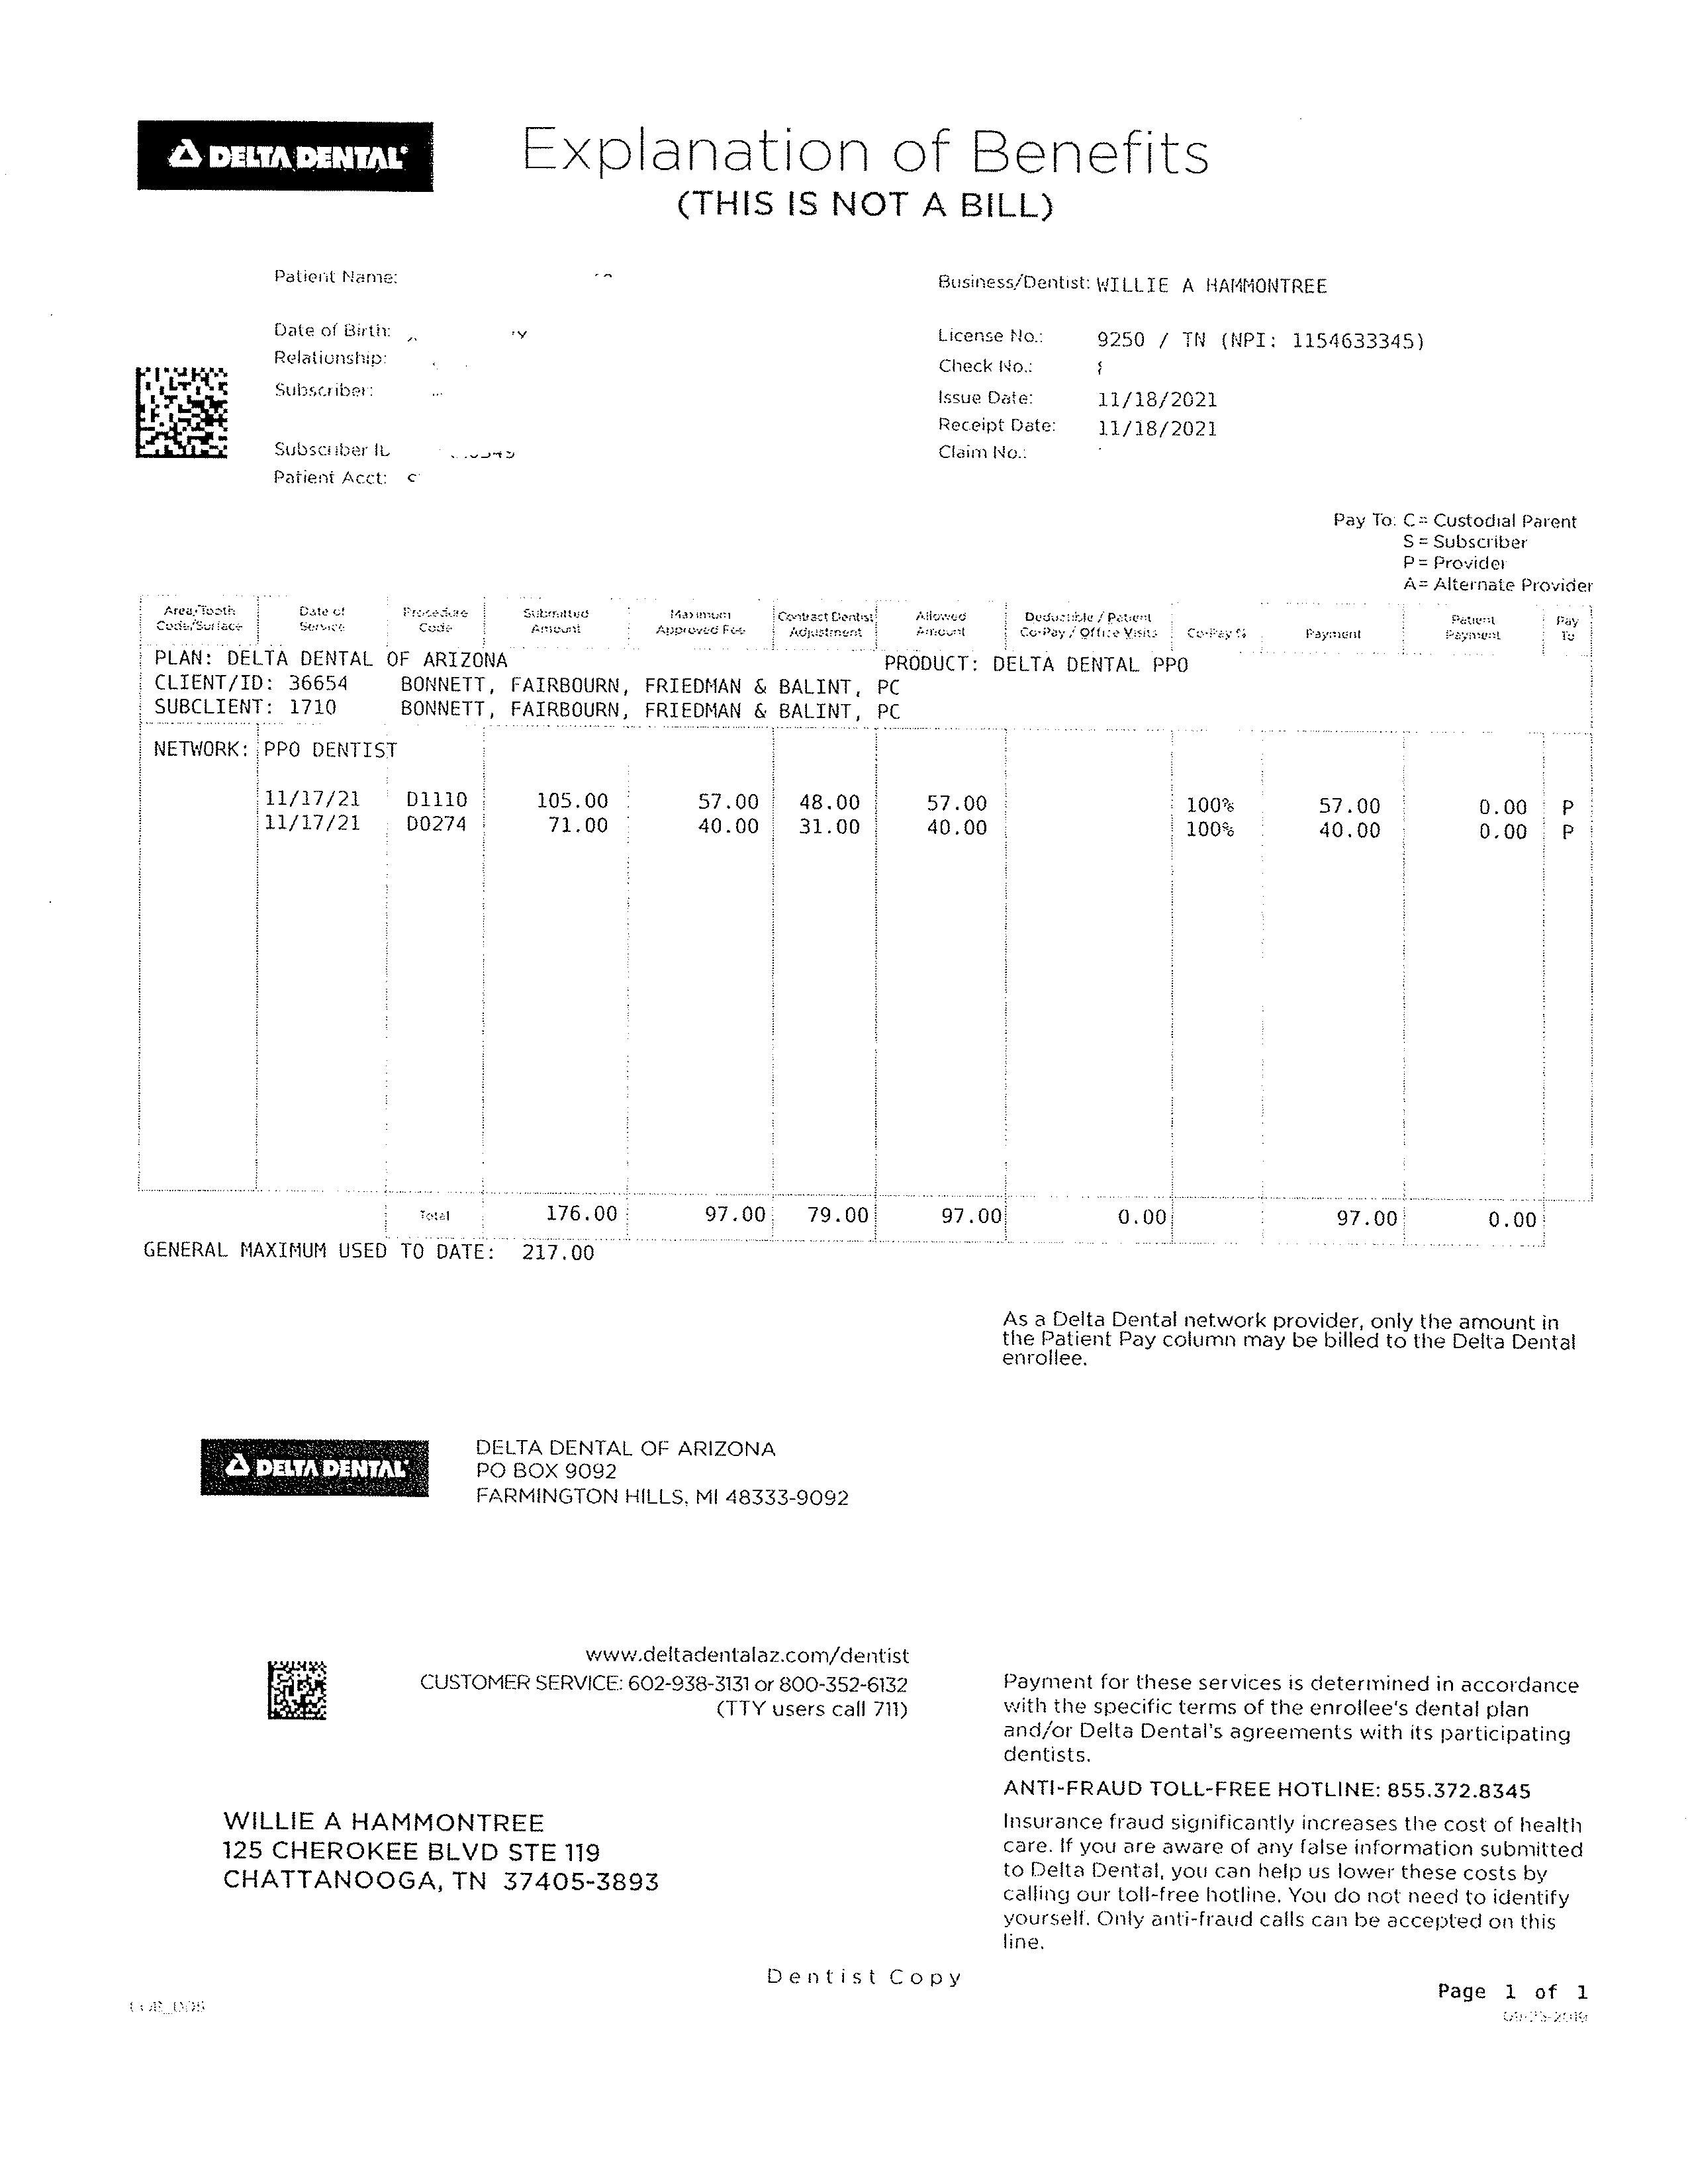 DELTA DENTAL
Explanation of Benefits
(THIS IS NOT A BILL)
Patient Name:
Business/Dentist: WILLIE A HAMMONTREE
Date of Birth:
License No.: 9250 / TN (NPI: 1154633345)
Relationship:
Check No.:
Subscriber:
Issue Date: 11/18/2021
Receipt Date: 11/18/2021
Subscriber ID
Claim No.:
Patient Acct:
Pay To: C = Custodial Parent
S = Subscriber
P = Provider
A = Alternate Provider
Area/Tooth Date of Procedure Submitted Maximum Contract Dentist Allowed Deductible / Patient Patient Pay
Code/Surface Service Code Amount Approved Fee Adjustment Amount Co-Pay / Office Visits Co-Pay % Payment Payment To
PLAN: DELTA DENTAL OF ARIZONA PRODUCT: DELTA DENTAL PPO
CLIENT/ID: 36654 BONNETT, FAIRBOURN, FRIEDMAN & BALINT, PC
SUBCLIENT: 1710 BONNETT, FAIRBOURN, FRIEDMAN & BALINT, PC
NETWORK: PPO DENTIST
11/17/21 D1110 105.00 57.00 48.00 57.00 100% 57.00 0.00 P
11/17/21 D0274 71.00 40.00 31.00 40.00 100% 40.00 0.00 P
Total 176.00 97.00 79.00 97.00 0.00 97.00 0.00
GENERAL MAXIMUM USED TO DATE: 217.00
As a Delta Dental network provider, only the amount in
the Patient Pay column may be billed to the Delta Dental
enrollee.
DELTA DENTAL
DELTA DENTAL OF ARIZONA
PO BOX 9092
FARMINGTON HILLS, MI 48333-9092
www.deltadentalaz.com/dentist
CUSTOMER SERVICE: 602-938-3131 or 800-352-6132
(TTY users call 711)
Payment for these services is determined in accordance
with the specific terms of the enrollee's dental plan
and/or Delta Dental's agreements with its participating
dentists.
ANTI-FRAUD TOLL-FREE HOTLINE: 855.372.8345
Insurance fraud significantly increases the cost of health
care. If you are aware of any false information submitted
to Delta Dental, you can help us lower these costs by
calling our toll-free hotline. You do not need to identify
yourself. Only anti-fraud calls can be accepted on this
line.
WILLIE A HAMMONTREE
125 CHEROKEE BLVD STE 119
CHATTANOOGA, TN 37405-3893
Dentist Copy
Page 1 of 1